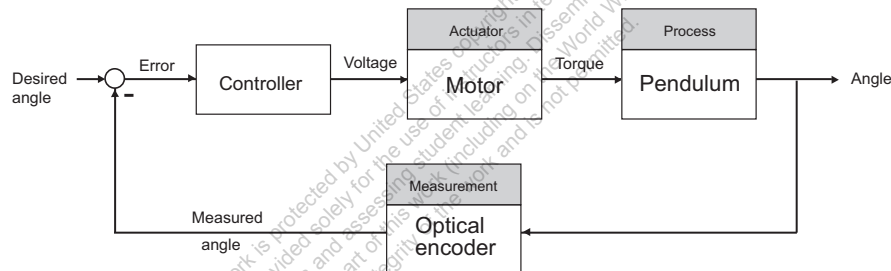 Actuator
Process
Desired
angle
Error
Controller
Voltage
Motor
Torque
Pendulum
Angle
Measurement
Measured
angle
Optical
encoder